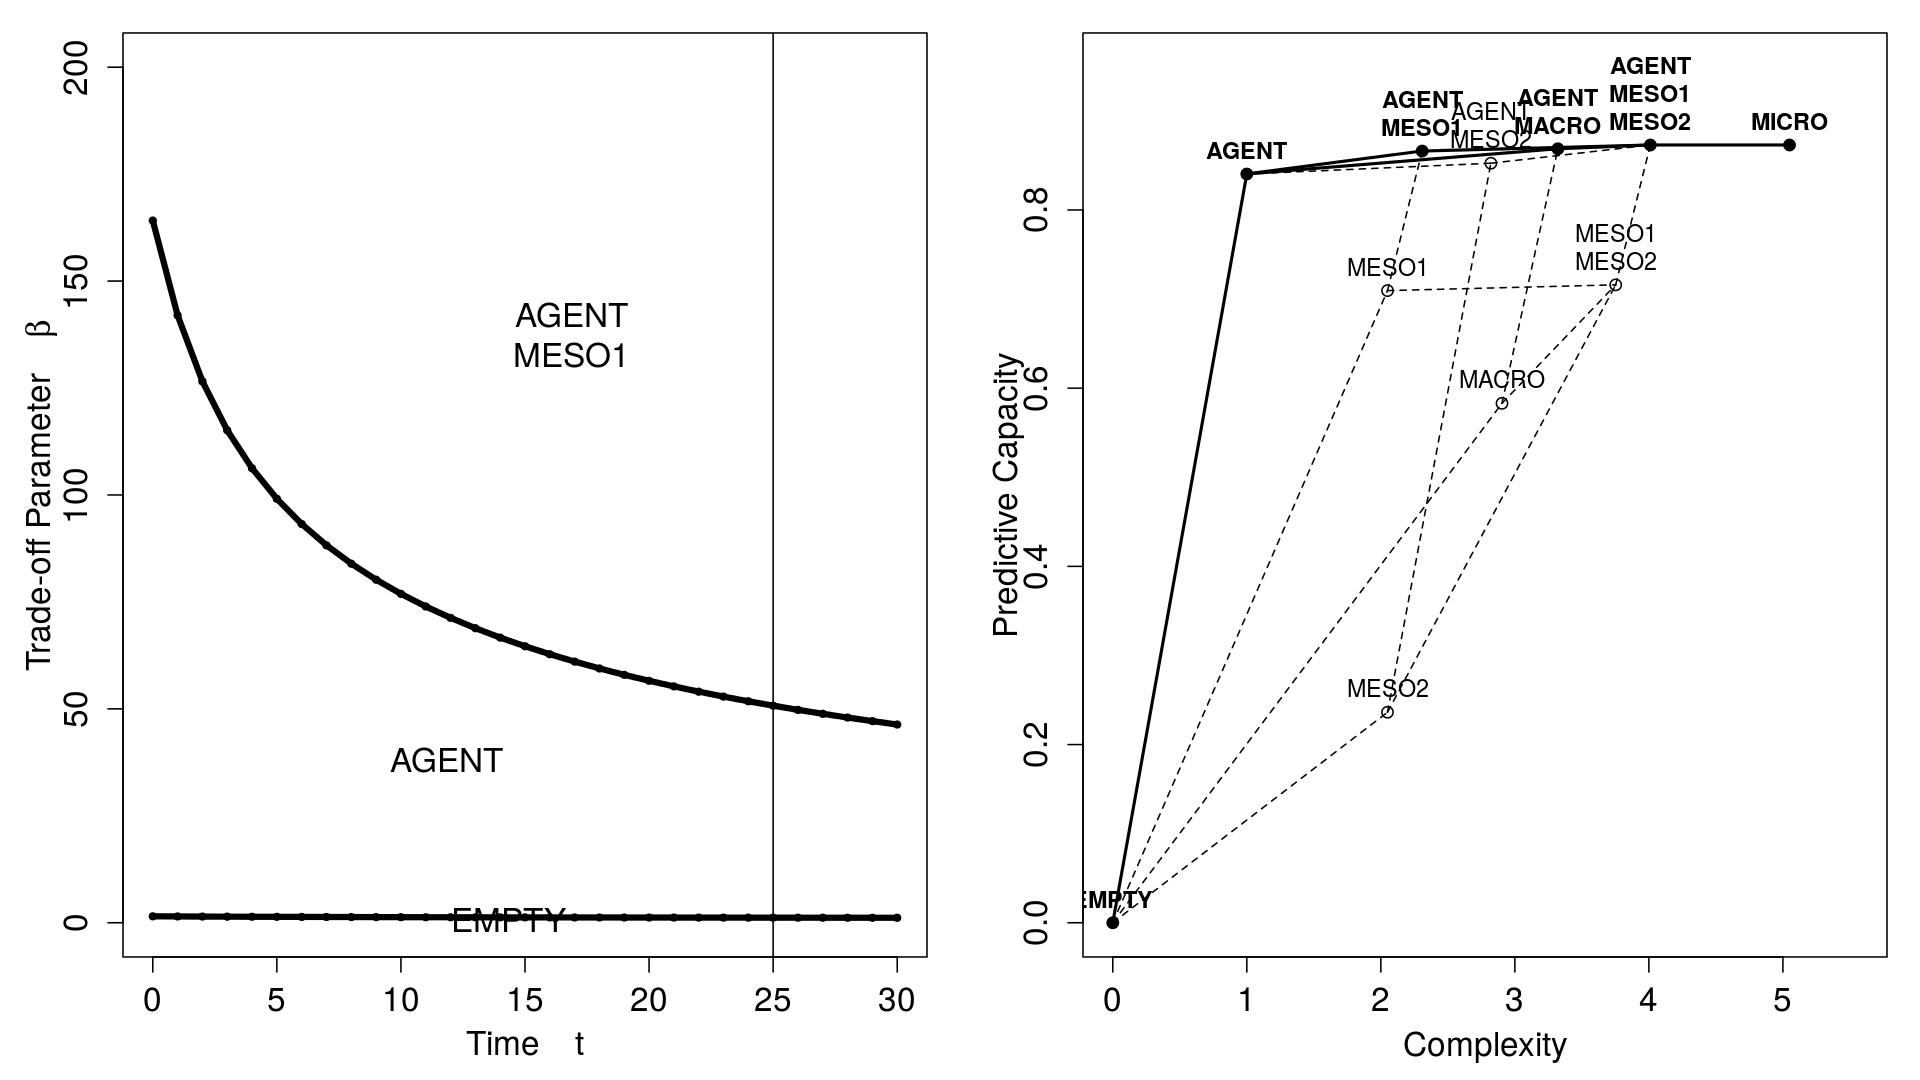 200
150
100
50
0
Trade-off Parameter β
AGENT
MESO1
AGENT
EMPTY
0 5 10 15 20 25 30
Time t
AGENT
MESO1
MESO2
AGENT
MESO1
AGENT
MESO2
AGENT
MACRO
MICRO
AGENT
MESO1
MESO2
MESO1
MACRO
MESO2
EMPTY
0.8
0.6
0.4
0.2
0.0
Predictive Capacity
0 1 2 3 4 5
Complexity